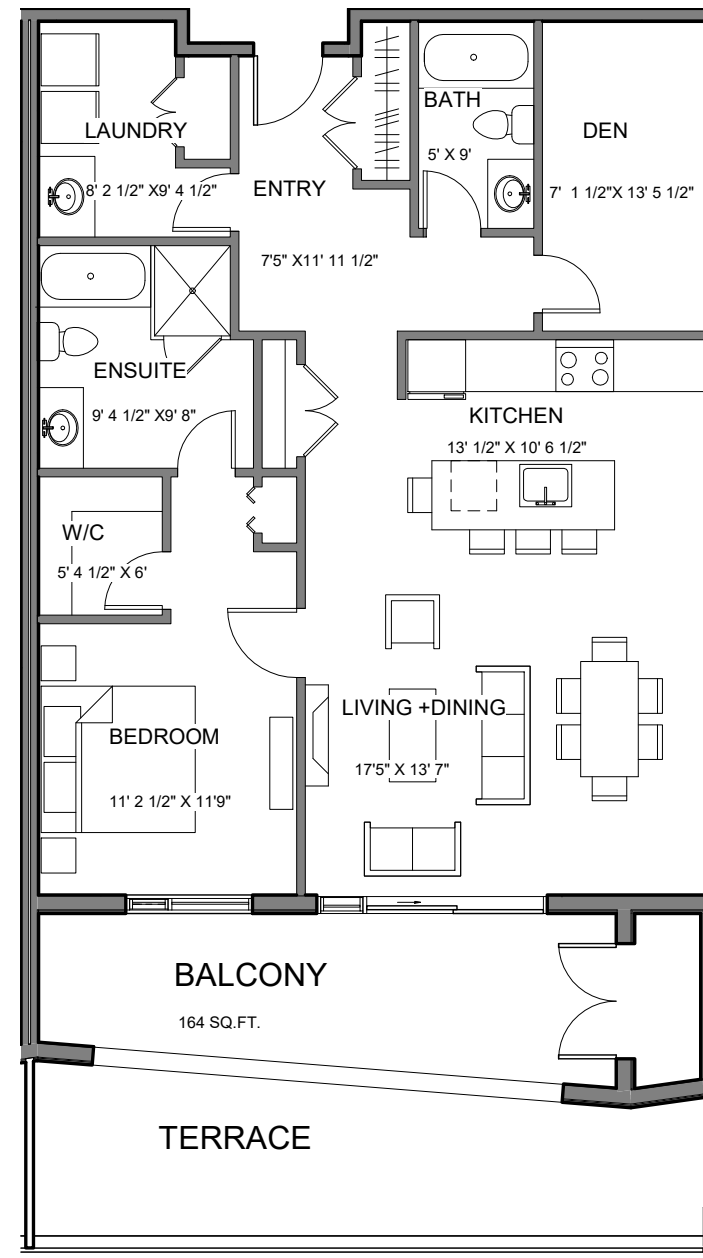 BATH
LAUNDRY
DEN
5' X 9'
8' 2 1/2" X9' 4 1/2"
ENTRY
7' 1 1/2"X 13' 5 1/2"
7'5" X11' 11 1/2"
ENSUITE
9' 4 1/2" X9' 8"
KITCHEN
13' 1/2" X 10' 6 1/2"
W/C
5' 4 1/2" X 6'
LIVING +DINING
BEDROOM
17'5" X 13' 7"
11' 2 1/2" X 11'9"
BALCONY
164 SQ.FT.
TERRACE